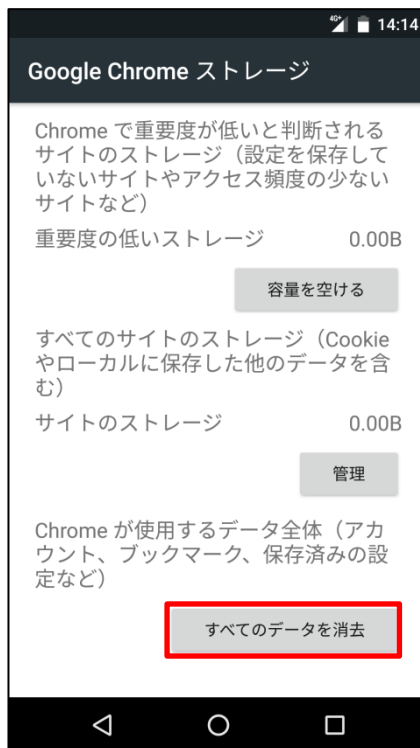 4G+ 14:14
Google Chrome ストレージ
Chrome で重要度が低いと判断される
サイトのストレージ（設定を保存して
いないサイトやアクセス頻度の少ない
サイトなど）
重要度の低いストレージ 0.00B
容量を空ける
すべてのサイトのストレージ（Cookie
やローカルに保存した他のデータを含
む）
サイトのストレージ 0.00B
管理
Chrome が使用するデータ全体（アカ
ウント、ブックマーク、保存済みの設
定など）
すべてのデータを消去